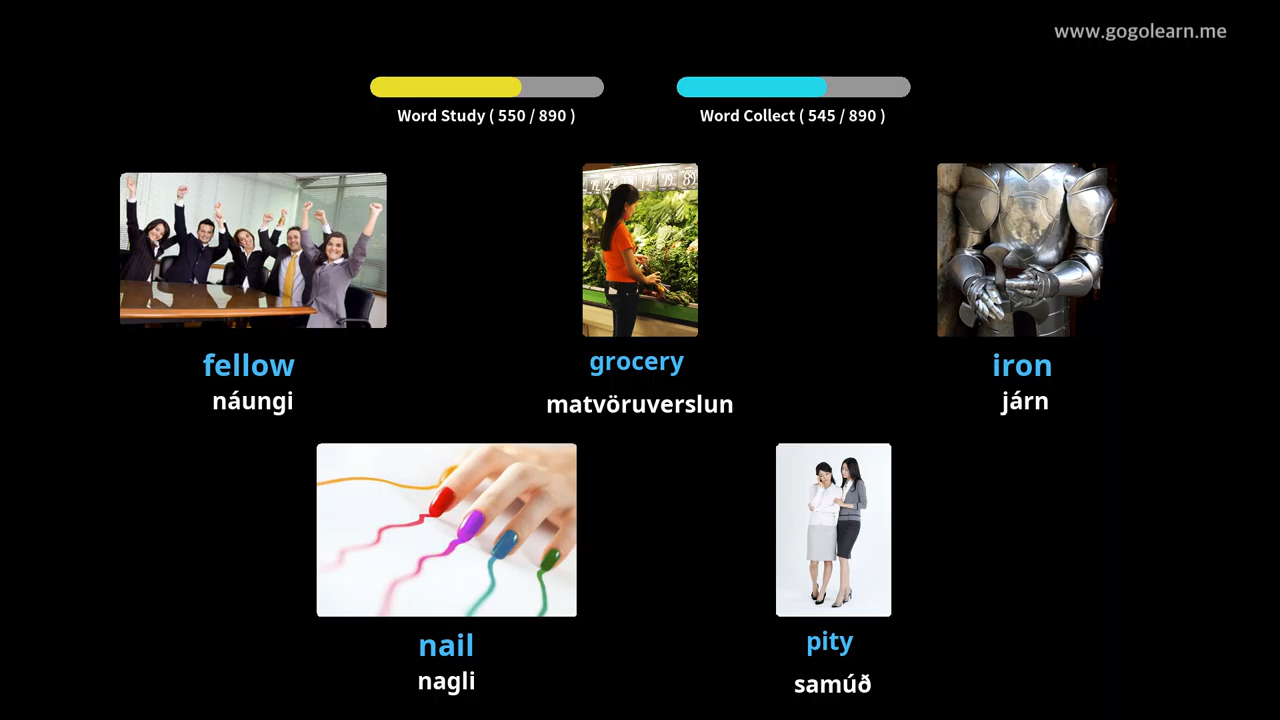 www.gogolearn.me
Word Study ( 550 / 890 )
Word Collect ( 545 / 890 )
fellow
náungi
grocery
matvöruverslun
iron
járn
nail
nagli
pity
samúð